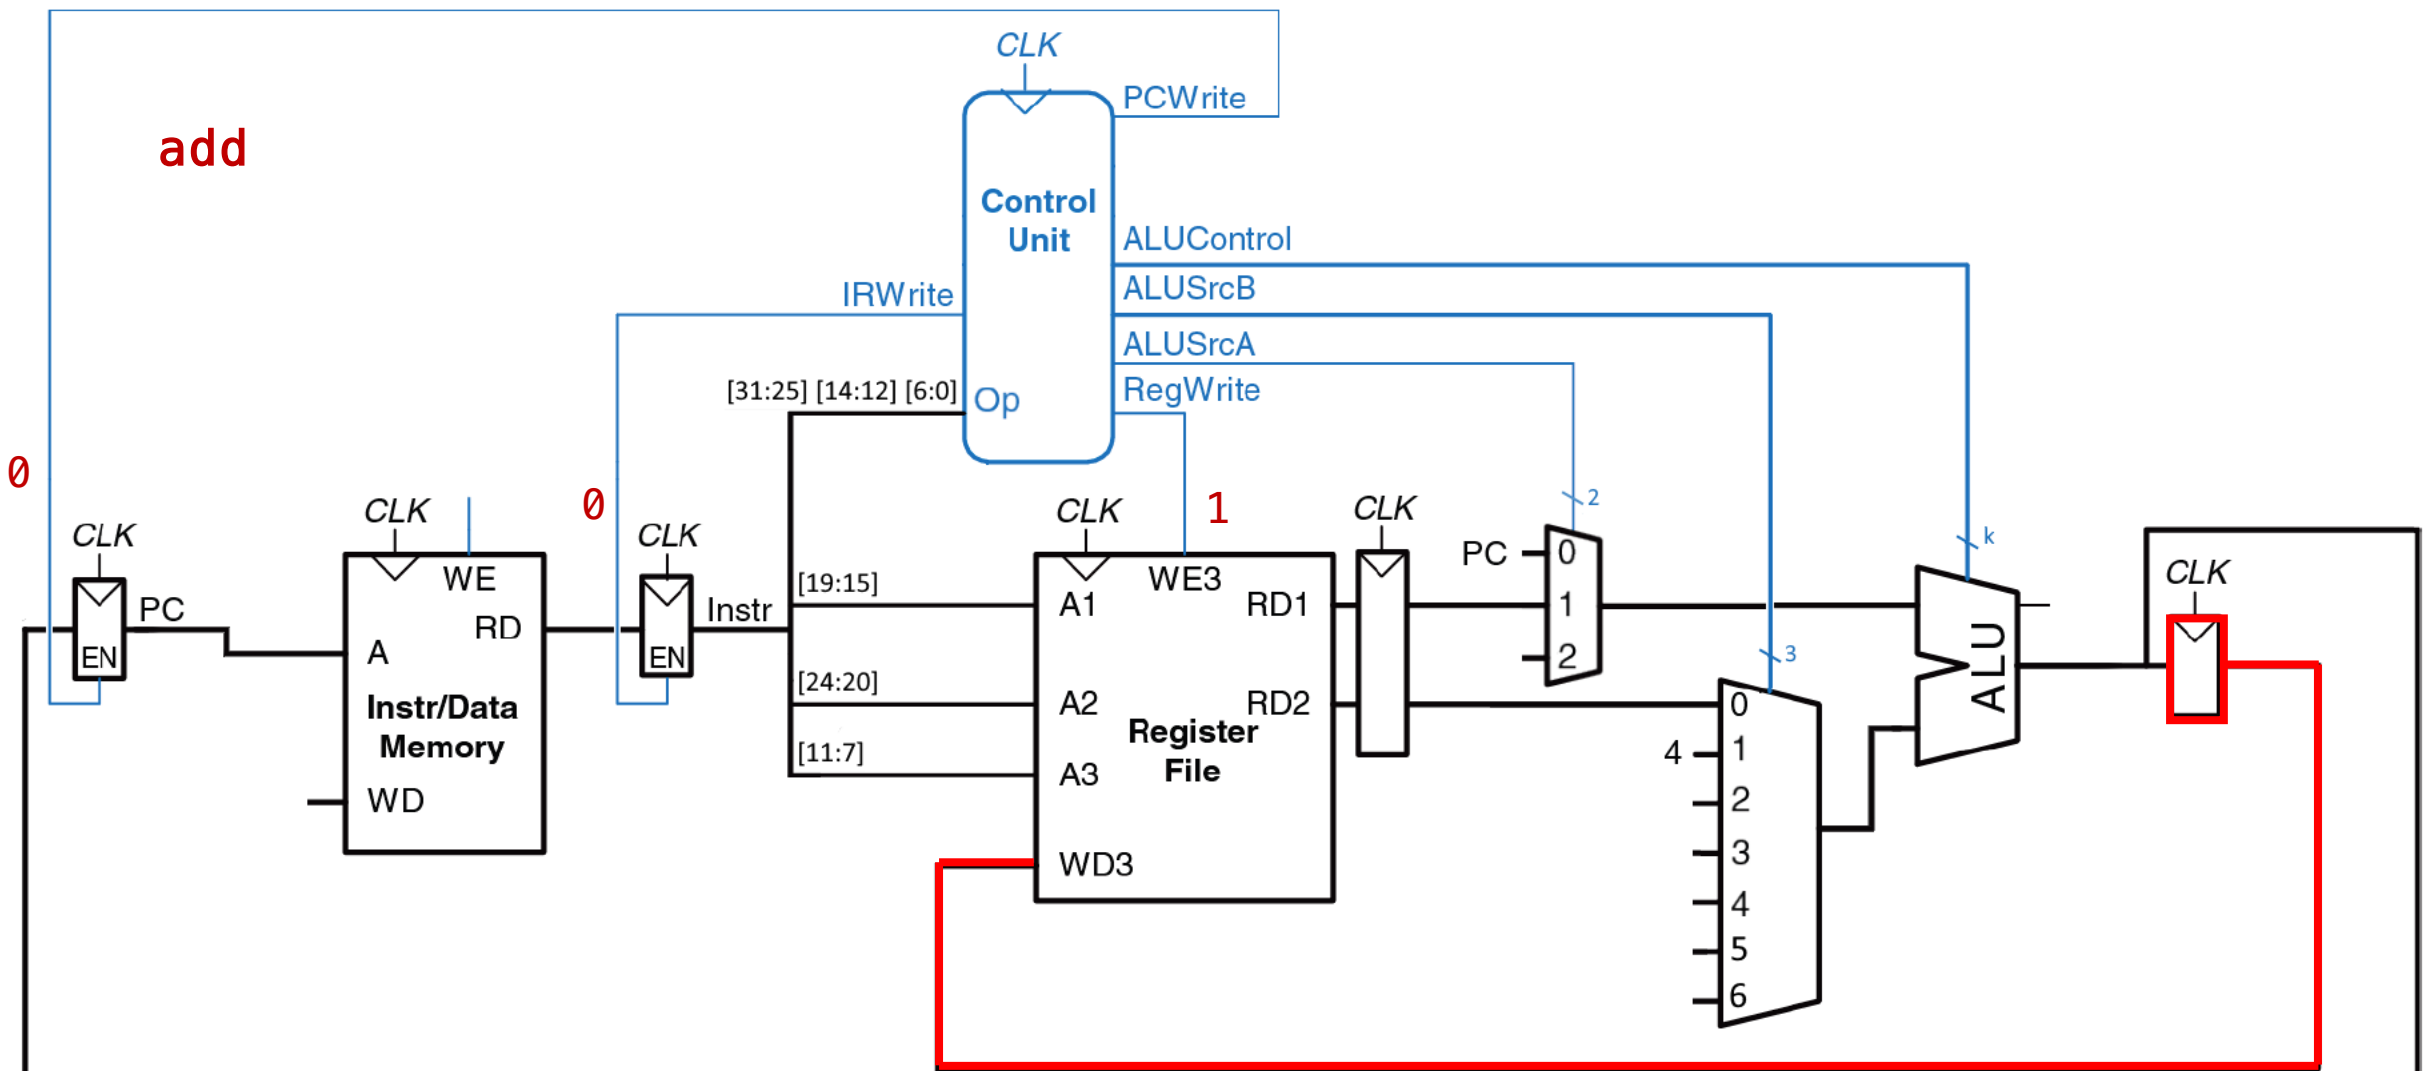 CLK
PCWrite
add
Control
Unit
ALUControl
IRWrite
ALUSrcB
ALUSrcA
[31:25] [14:12] [6:0]
Op
RegWrite
0
0
1
2
CLK
CLK
CLK
CLK
CLK
k
PC
0
1
2
CLK
EN
PC
WE
A
RD
Instr/Data
Memory
WD
EN
Instr
[19:15]
[24:20]
[11:7]
A1
WE3
RD1
A2
RD2
Register
File
A3
WD3
3
0
4
1
2
3
4
5
6
ALU